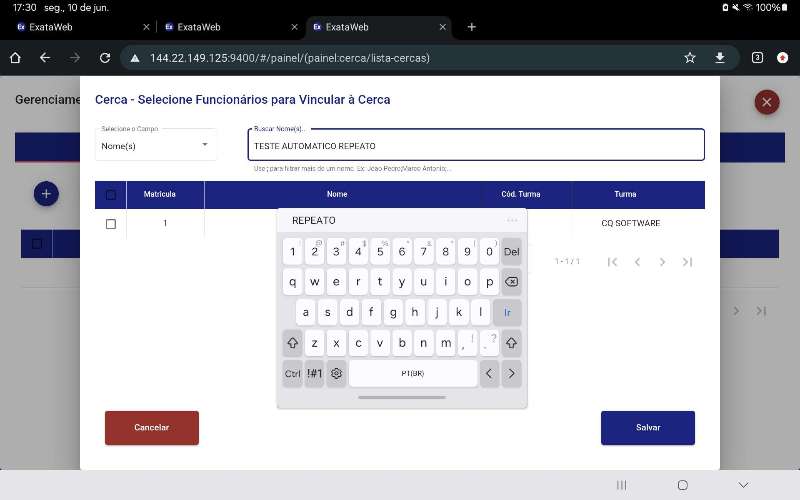 17:30 seg., 10 de jun. 100%
ExataWeb
ExataWeb
ExataWeb
144.22.149.125:9400/#/painel/(painel:cerca/lista-cercas)
3
Gerenciame
Cerca - Selecione Funcionários para Vincular à Cerca
Selecione o Campo
Nome(s)
Buscar Nome(s)...
TESTE AUTOMATICO REPEATO
Use ; para filtrar mais de um nome. Ex: Joao Pedro;Marco Antonio;...
Matrícula Nome Cód. Turma Turma
1 CQ SOFTWARE
1 - 1 / 1
REPEATO
1 2 3 4 5 6 7 8 9 0 Del
q w e r t y u i o p
a s d f g h j k l Ir
z x c v b n m , ! . ?
Ctrl !#1 PT(BR) < >
Cancelar
Salvar